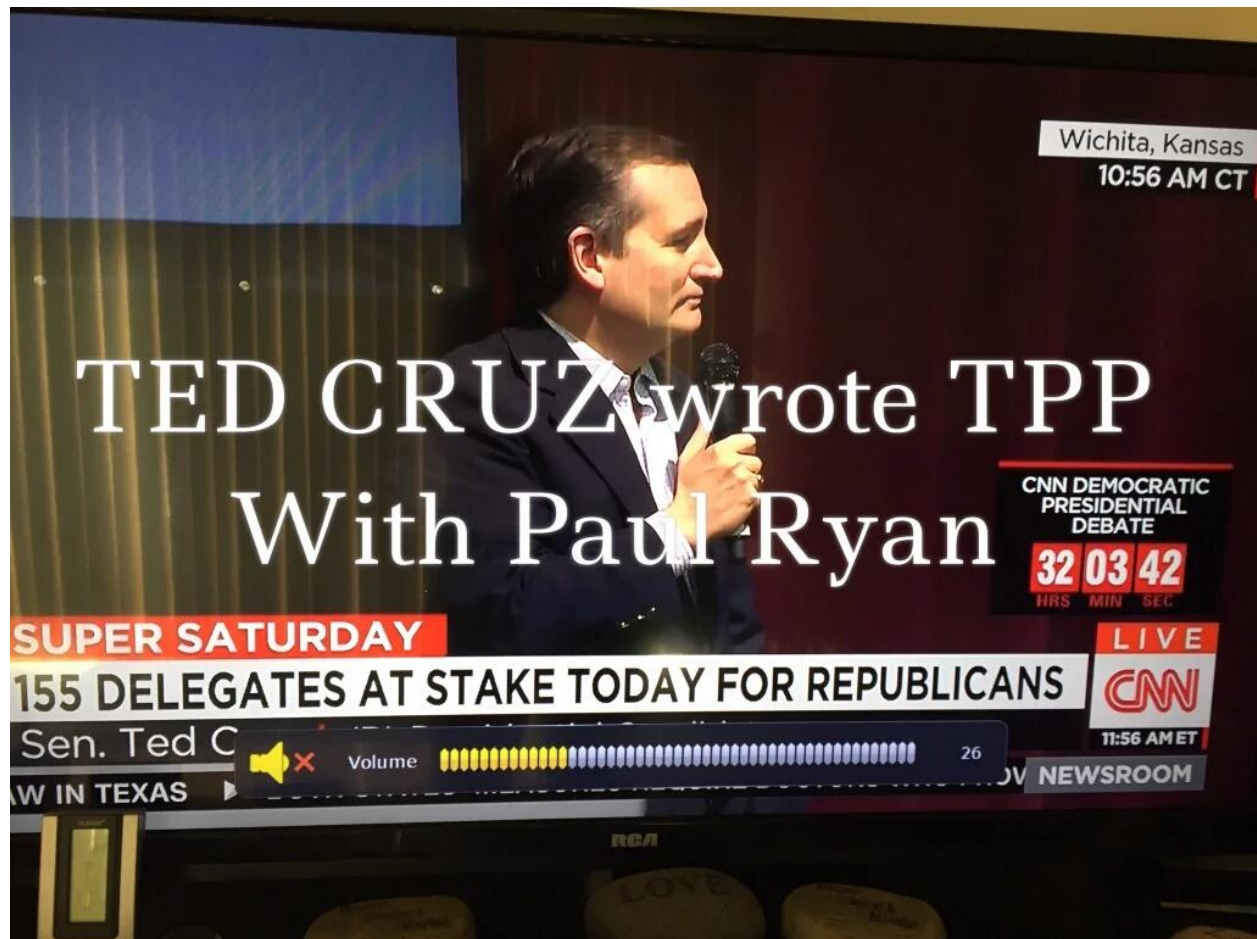 Wichita, Kansas
10:56 AM CT
TED CRUZ wrote TPP
With Paul Ryan
CNN DEMOCRATIC
PRESIDENTIAL
DEBATE
32 03 42
HRS MIN SEC
SUPER SATURDAY
LIVE
155 DELEGATES AT STAKE TODAY FOR REPUBLICANS
CNN
Sen. Ted
11:56 AM ET
Volume 26
IN TEXAS
NEWSROOM
RCA
LOVE